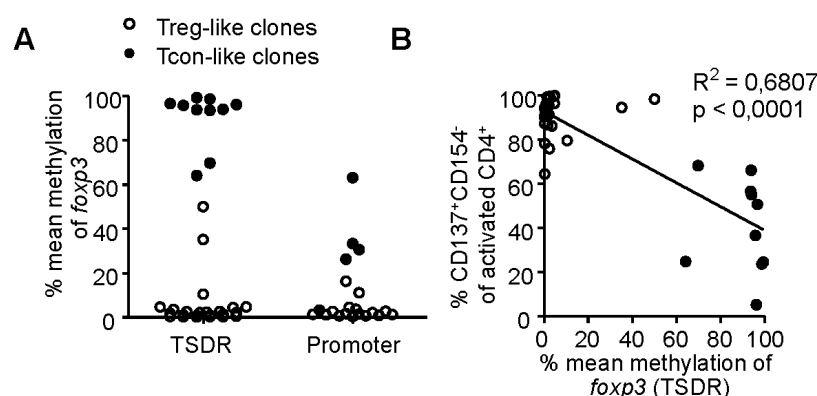 A
Treg-like clones
Tcon-like clones
% mean methylation
of foxp3
100
80
60
40
20
0
TSDR
Promoter
B
R² = 0,6807
p < 0,0001
% CD137⁺CD154⁻
of activated CD4⁺
100
80
60
40
20
0
0 20 40 60 80 100
% mean methylation of
foxp3 (TSDR)